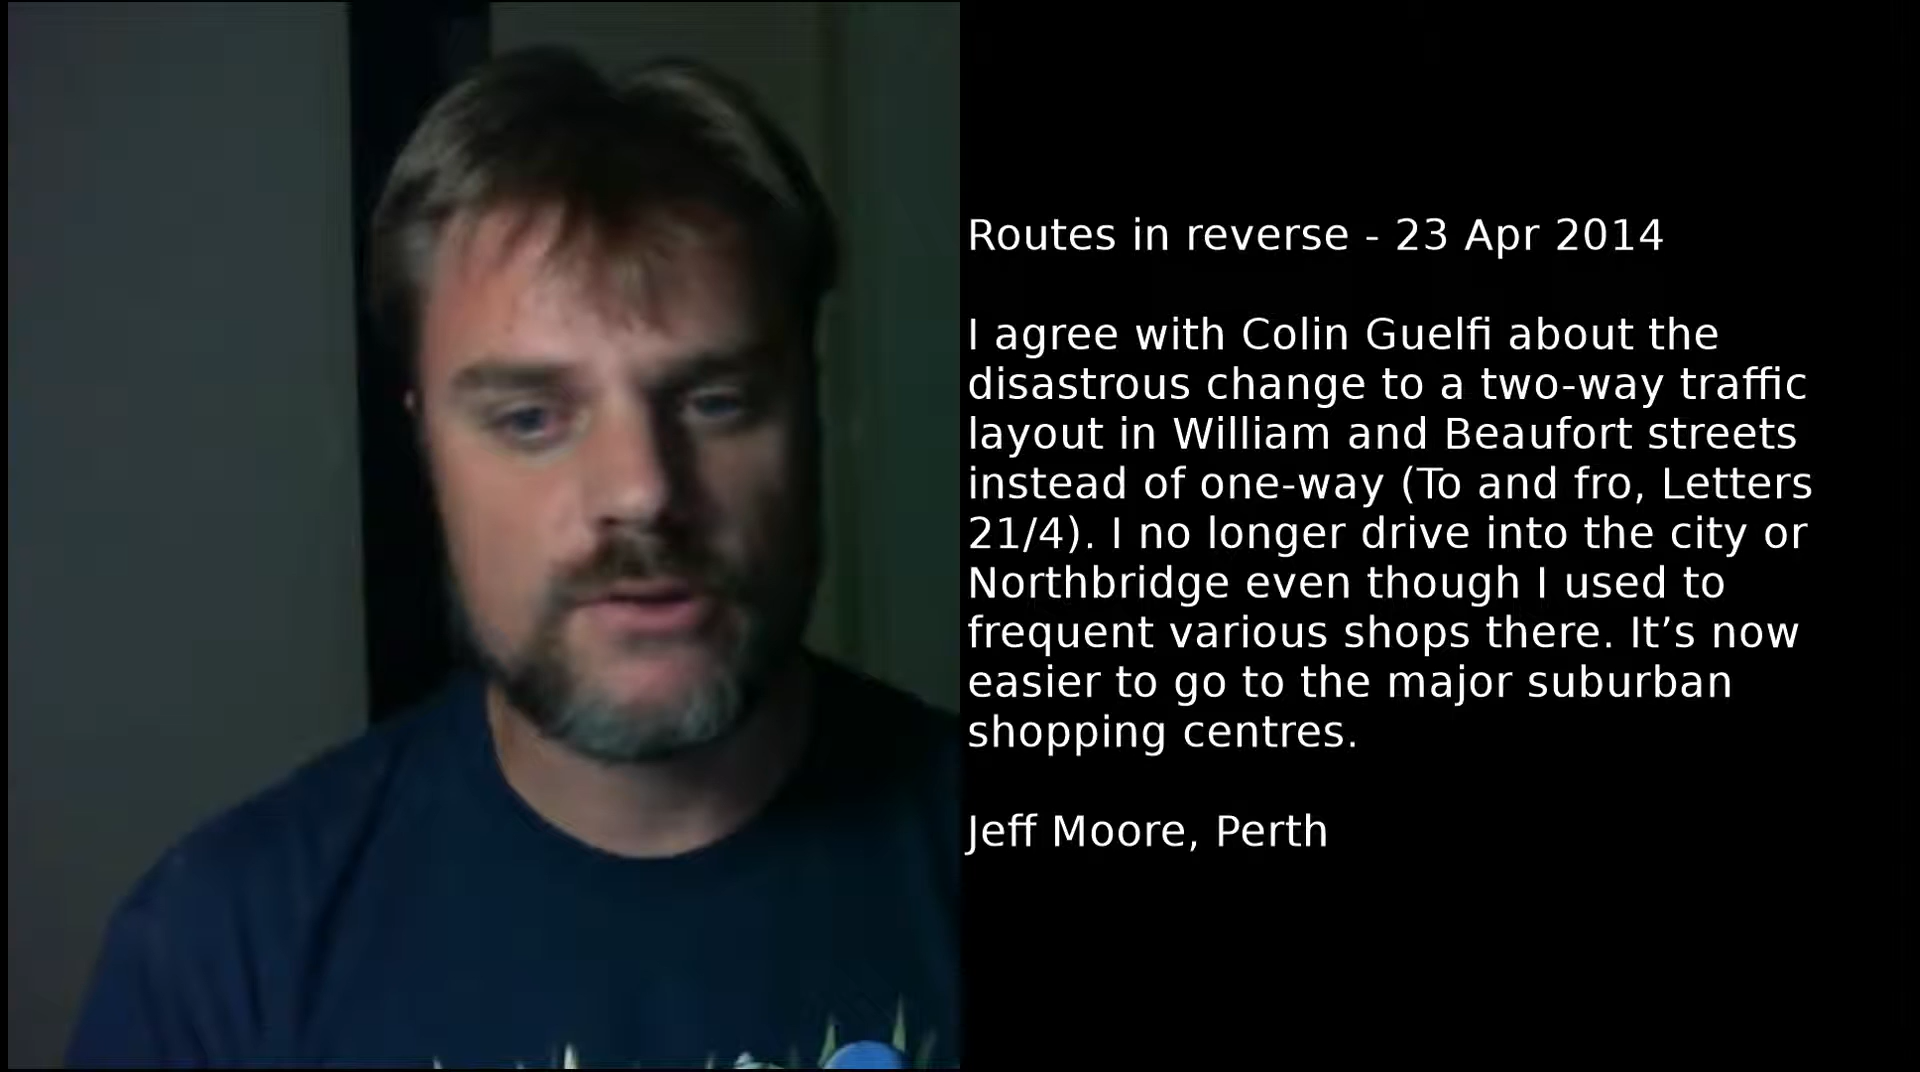 Routes in reverse - 23 Apr 2014
I agree with Colin Guelfi about the
disastrous change to a two-way traffic
layout in William and Beaufort streets
instead of one-way (To and fro, Letters
21/4). I no longer drive into the city or
Northbridge even though I used to
frequent various shops there. It’s now
easier to go to the major suburban
shopping centres.
Jeff Moore, Perth